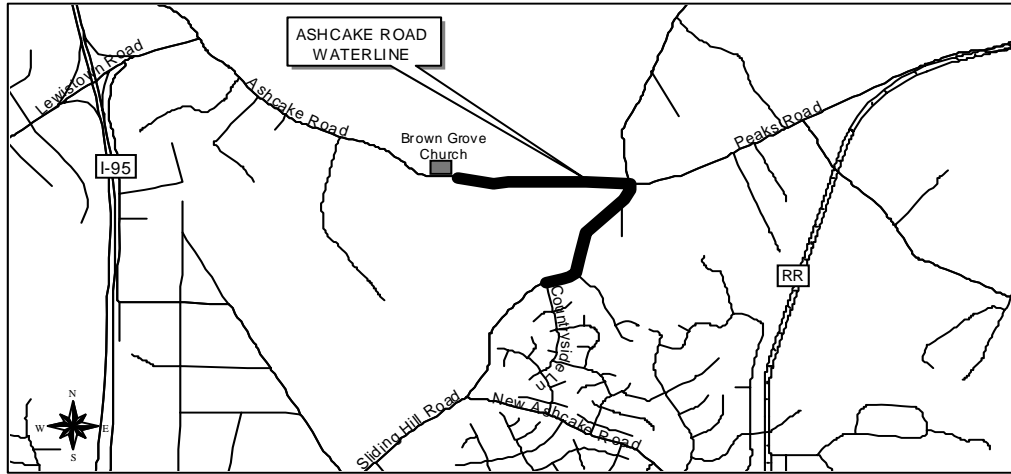 ASHCAKE ROAD
WATERLINE
Lewistown Road
Ashcake Road
Brown Grove
Church
Peaks Road
I-95
RR
Countryside Ln
New Ashcake Road
Sliding Hill Road
N
W
E
S